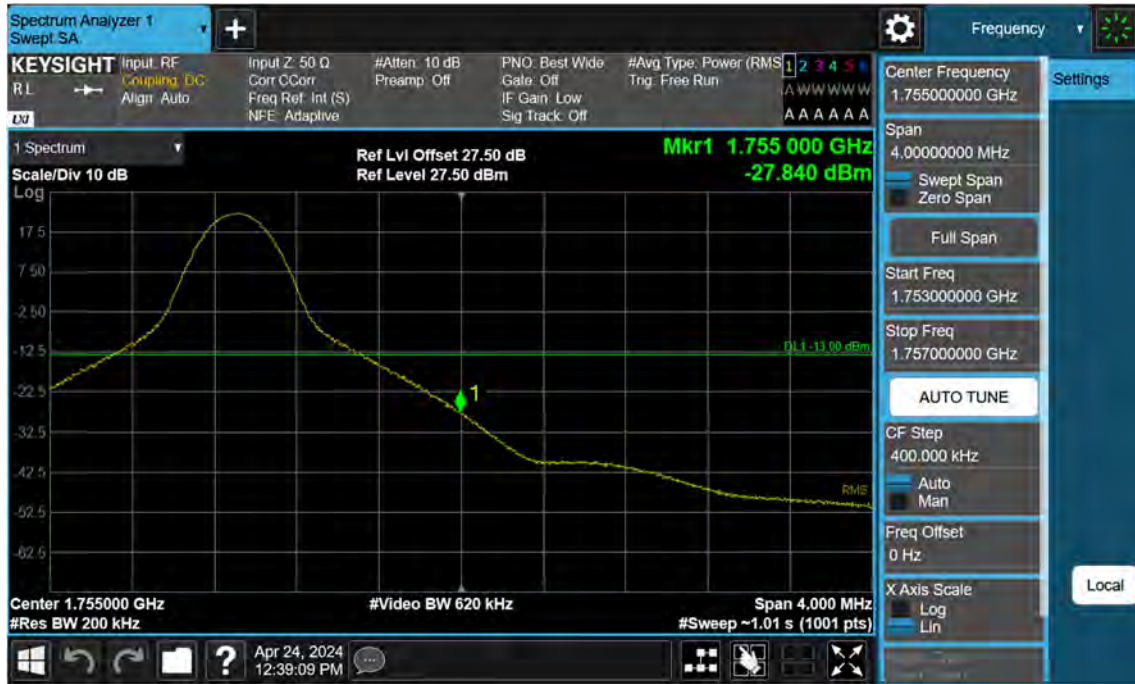 Spectrum Analyzer 1
Swept SA
Frequency
KEYSIGHT
RL
LXI
Input: RF
Coupling: DC
Align: Auto
Input Z: 50 Ω
Corr CCorr
Freq Ref: Int (S)
NFE: Adaptive
#Atten: 10 dB
Preamp: Off
PNO: Best Wide
Gate: Off
IF Gain: Low
Sig Track: Off
#Avg Type: Power (RMS
Trig: Free Run
1 2 3 4 5 6
A W W W W W
A A A A A A
1 Spectrum
Scale/Div 10 dB
Ref Lvl Offset 27.50 dB
Ref Level 27.50 dBm
Mkr1 1.755 000 GHz
-27.840 dBm
Log
17.5
7.50
-2.50
-12.5
-22.5
-32.5
-42.5
-52.5
-62.5
DL1 -13.00 dBm
1
RMS
Center 1.755000 GHz
#Res BW 200 kHz
#Video BW 620 kHz
Span 4.000 MHz
#Sweep ~1.01 s (1001 pts)
Center Frequency
1.755000000 GHz
Settings
Span
4.00000000 MHz
Swept Span
Zero Span
Full Span
Start Freq
1.753000000 GHz
Stop Freq
1.757000000 GHz
AUTO TUNE
CF Step
400.000 kHz
Auto
Man
Freq Offset
0 Hz
X Axis Scale
Log
Lin
Local
?
Apr 24, 2024
12:39:09 PM